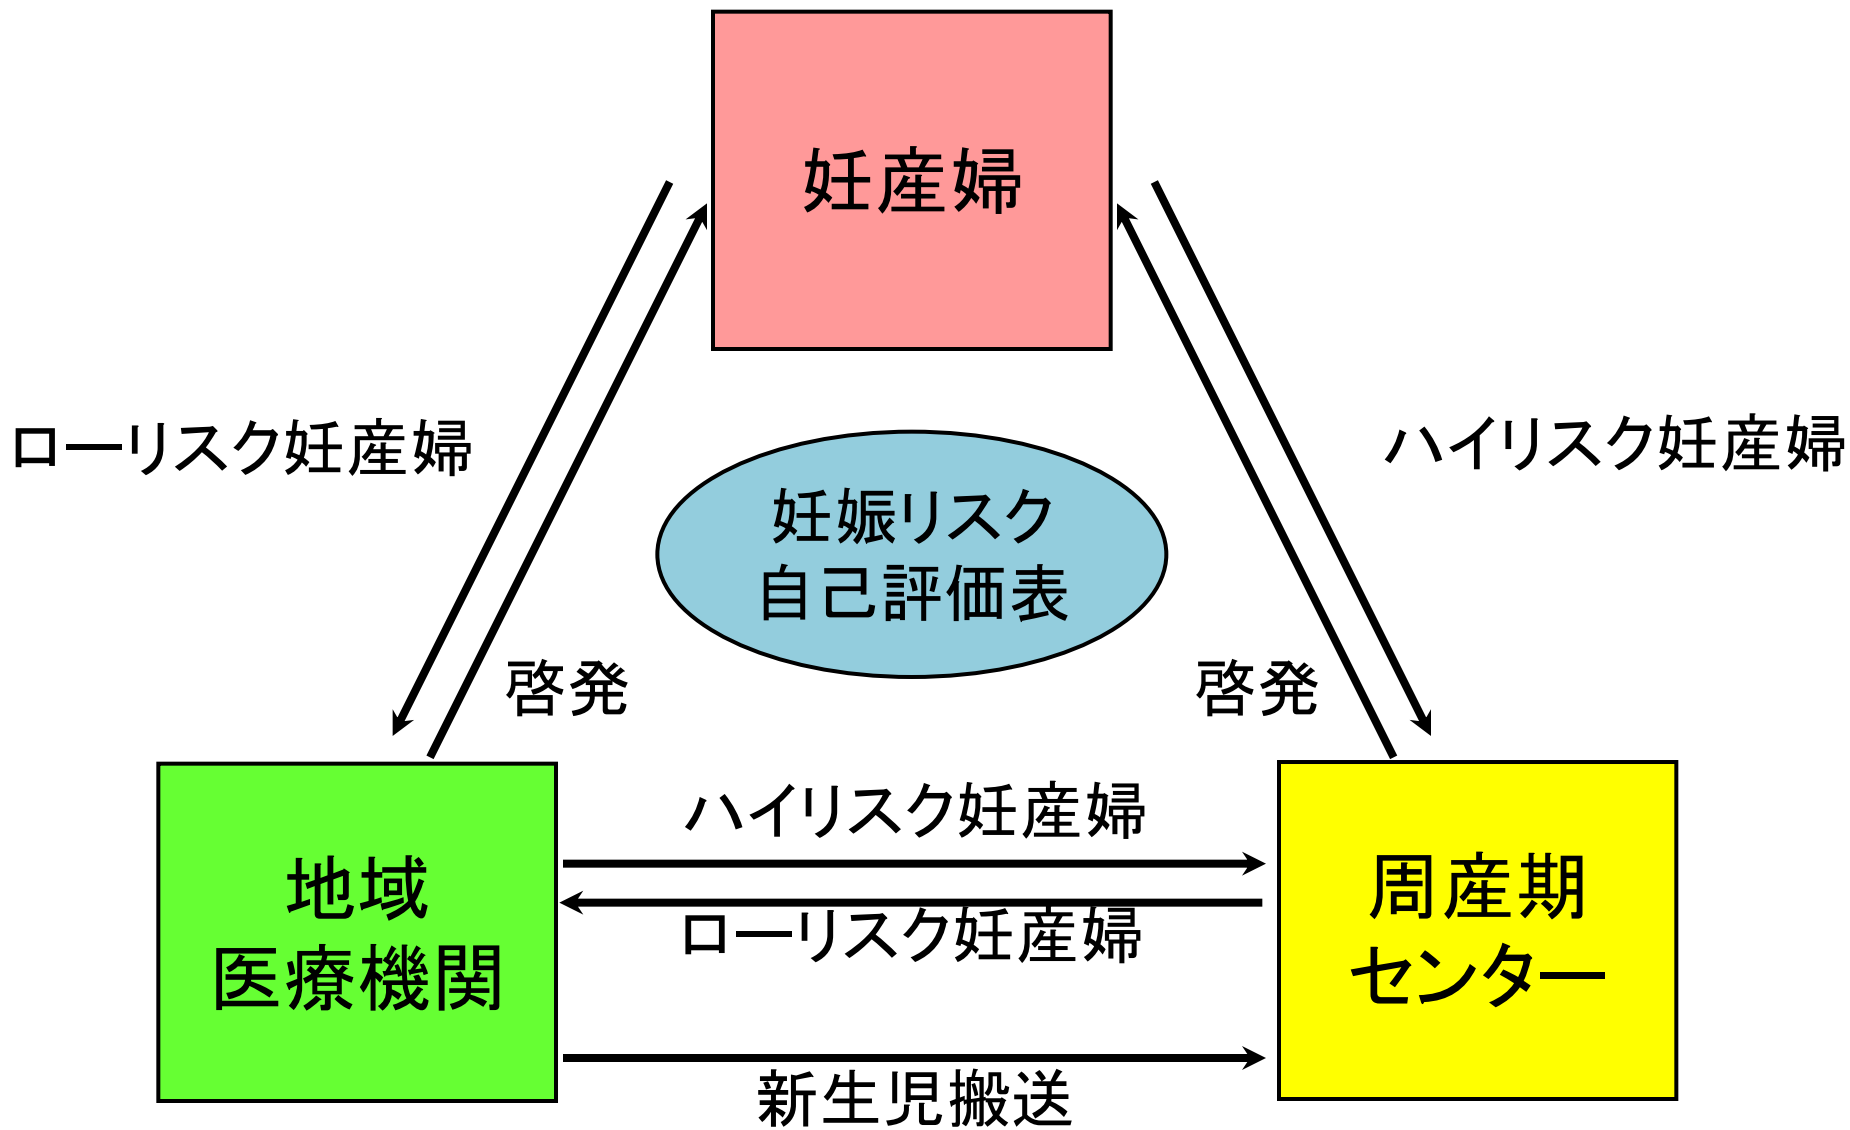 妊産婦
ローリスク妊産婦
ハイリスク妊産婦
妊娠リスク
自己評価表
啓発
啓発
ハイリスク妊産婦
地域
医療機関
周産期
センター
ローリスク妊産婦
新生児搬送